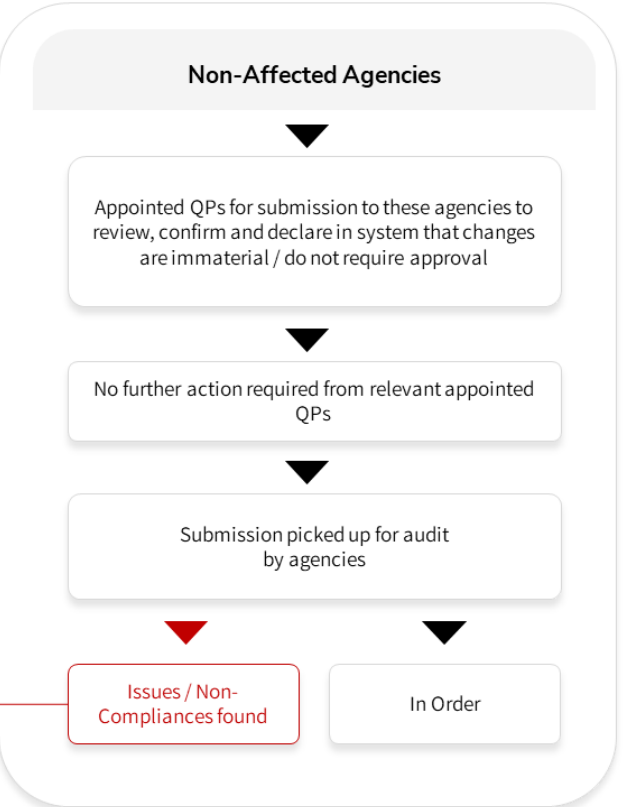 Non-Affected Agencies
Appointed QPs for submission to these agencies to
review, confirm and declare in system that changes
are immaterial / do not require approval
No further action required from relevant appointed
QPs
Submission picked up for audit
by agencies
Issues / Non-
Compliances found
In Order